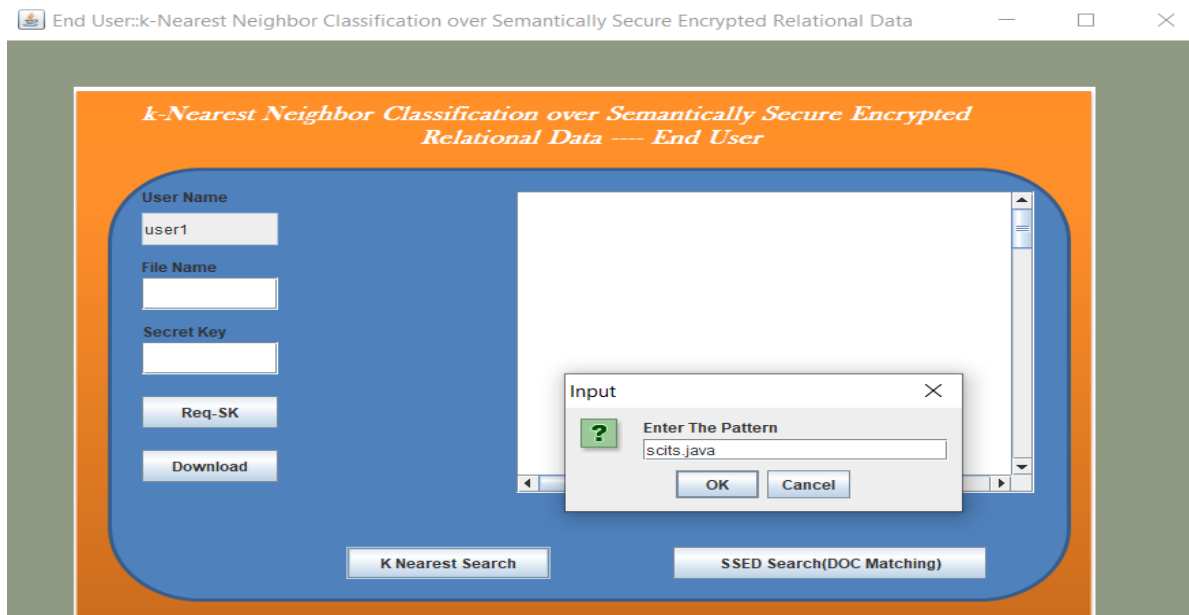 End User::k-Nearest Neighbor Classification over Semantically Secure Encrypted Relational Data
k-Nearest Neighbor Classification over Semantically Secure Encrypted
Relational Data ---- End User
User Name
user1
File Name
Secret Key
Req-SK
Download
Input
Enter The Pattern
scits.java
OK Cancel
K Nearest Search
SSED Search(DOC Matching)